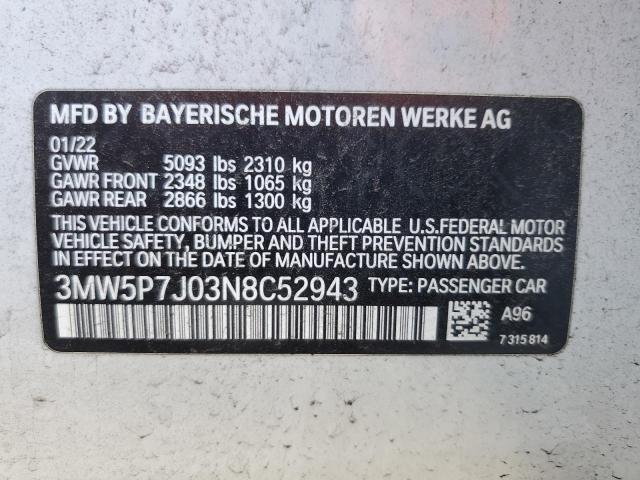 MFD BY BAYERISCHE MOTOREN WERKE AG
01/22
GVWR 5093 lbs 2310 kg
GAWR FRONT 2348 lbs 1065 kg
GAWR REAR 2866 lbs 1300 kg
THIS VEHICLE CONFORMS TO ALL APPLICABLE U.S.FEDERAL MOTOR
VEHICLE SAFETY, BUMPER AND THEFT PREVENTION STANDARDS
IN EFFECT ON THE DATE OF MANUFACTURE SHOWN ABOVE.
3MW5P7J03N8C52943 TYPE: PASSENGER CAR
A96
7 315 814